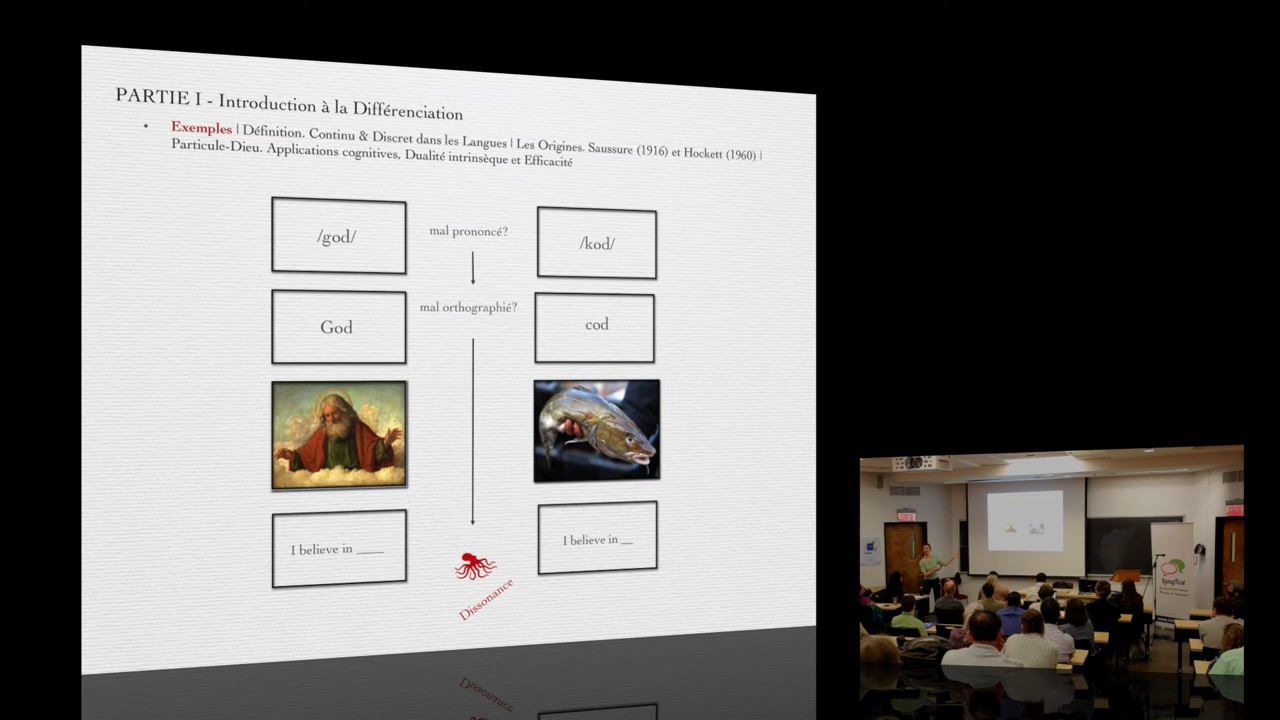 PARTIE I - Introduction à la Différenciation
• Exemples | Définition. Continu & Discret dans les Langues | Les Origines. Saussure (1916) et Hockett (1960) |
Particule-Dieu. Applications cognitives, Dualité intrinsèque et Efficacité
/god/
mal prononcé?
/kod/
mal orthographié?
God
cod
I believe in ____
I believe in __
Dissonance
LangFest